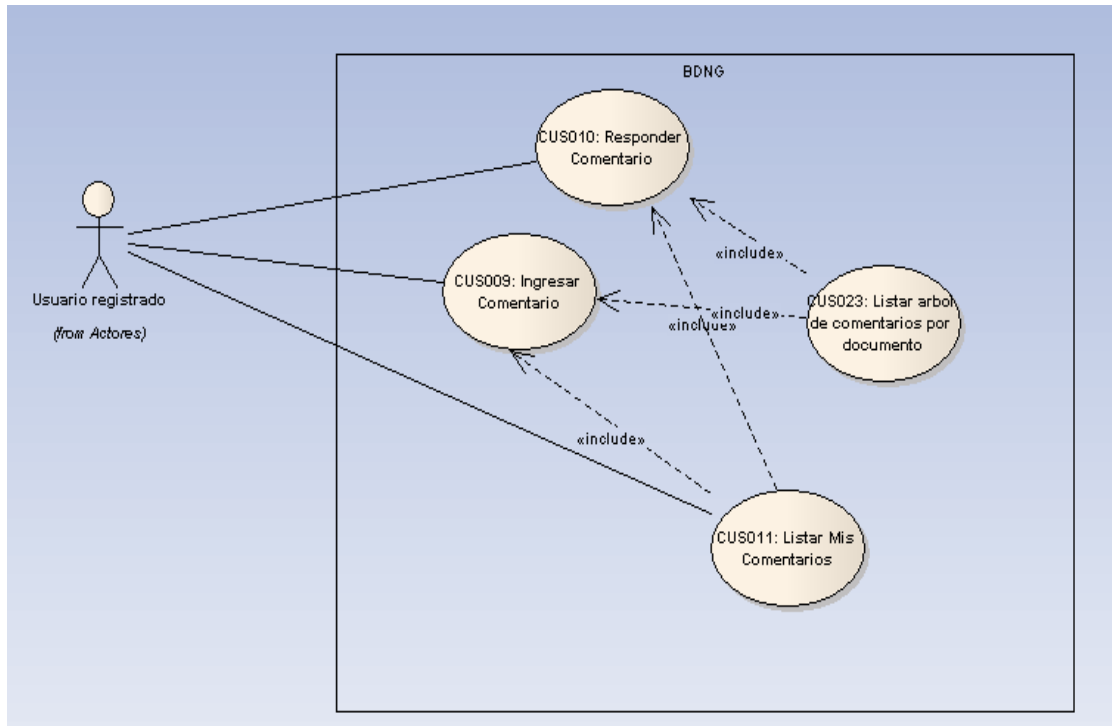 BDNG
CUS010: Responder
Comentario
Usuario registrado
(from Actores)
CUS009: Ingresar
Comentario
«include»
«include»
«include»
CUS023: Listar arbol
de comentarios por
documento
«include»
CUS011: Listar Mis
Comentarios